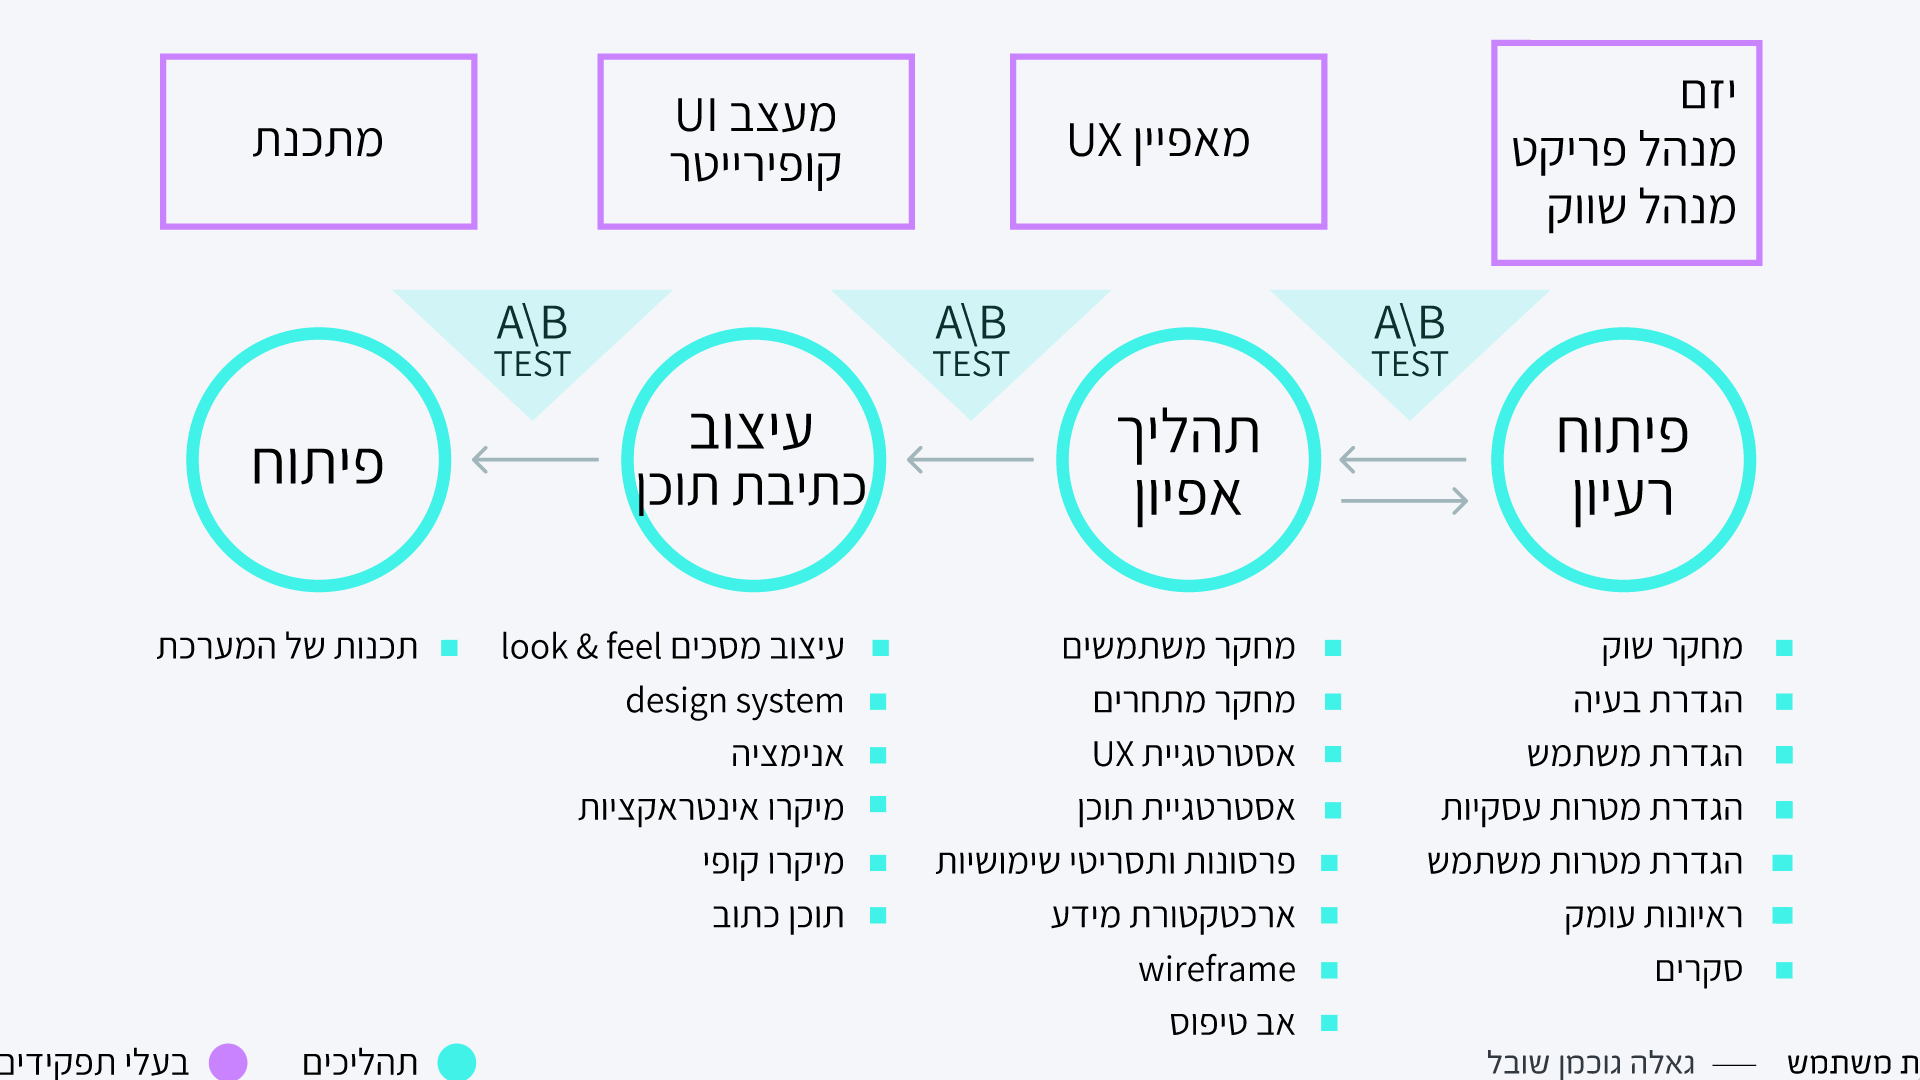 יזם
מנהל פריקט
מנהל שווק
מאפיין UX
מעצב UI
קופירייטר
מתכנת
A\B
TEST
A\B
TEST
A\B
TEST
פיתוח
רעיון
תהליך
אפיון
עיצוב
כתיבת תוכן
פיתוח
מחקר שוק
הגדרת בעיה
הגדרת משתמש
הגדרת מטרות עסקיות
הגדרת מטרות משתמש
ראיונות עומק
סקרים
מחקר משתמשים
מחקר מתחרים
אסטרטגיית UX
אסטרטגיית תוכן
פרסונות ותסריטי שימושיות
ארכטקטורת מידע
wireframe
אב טיפוס
עיצוב מסכים look & feel
design system
אנימציה
מיקרו אינטראקציות
מיקרו קופי
תוכן כתוב
תכנות של המערכת
משתמש — גאלה גוכמן שובל
תהליכים
בעלי תפקידים